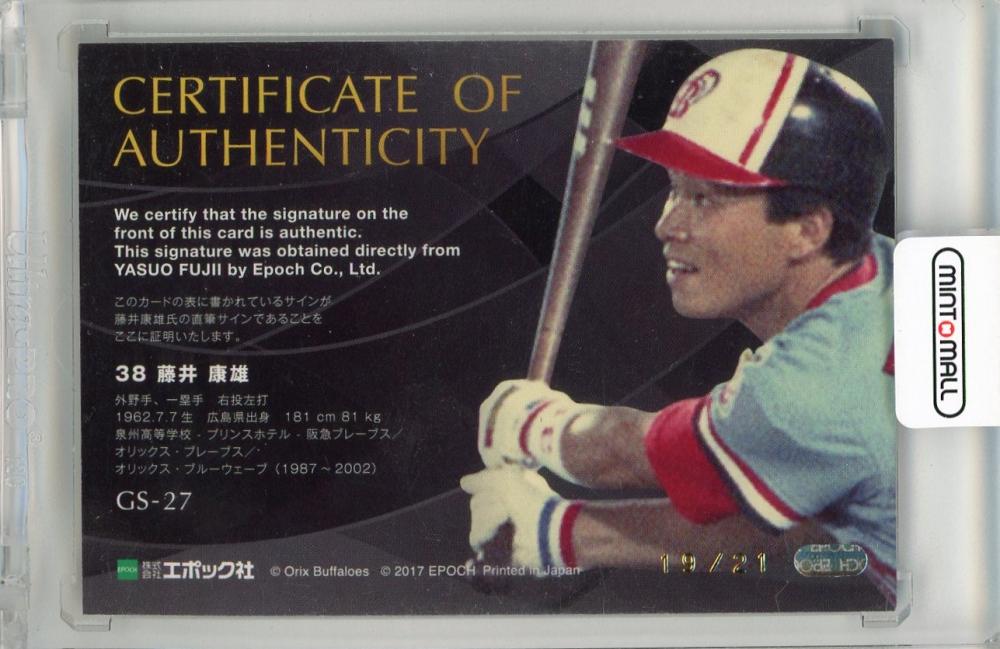 CERTIFICATE OF
AUTHENTICITY
We certify that the signature on the
front of this card is authentic.
This signature was obtained directly from
YASUO FUJII by Epoch Co., Ltd.
このカードの表に書かれているサインが
藤井康雄氏の直筆サインであることを
ここに証明いたします。
38 藤井 康雄
外野手、一塁手 右投左打
1962.7.7生 広島県出身 181 cm 81 kg
泉州高等学校 - プリンスホテル - 阪急ブレーブス/
オリックス・ブレーブス/
オリックス・ブルーウェーブ(1987~2002)
GS-27
EPOCH 株式会社 エポック社 © Orix Buffaloes © 2017 EPOCH Printed in Japan
19/21
EPOCH
MINT MALL